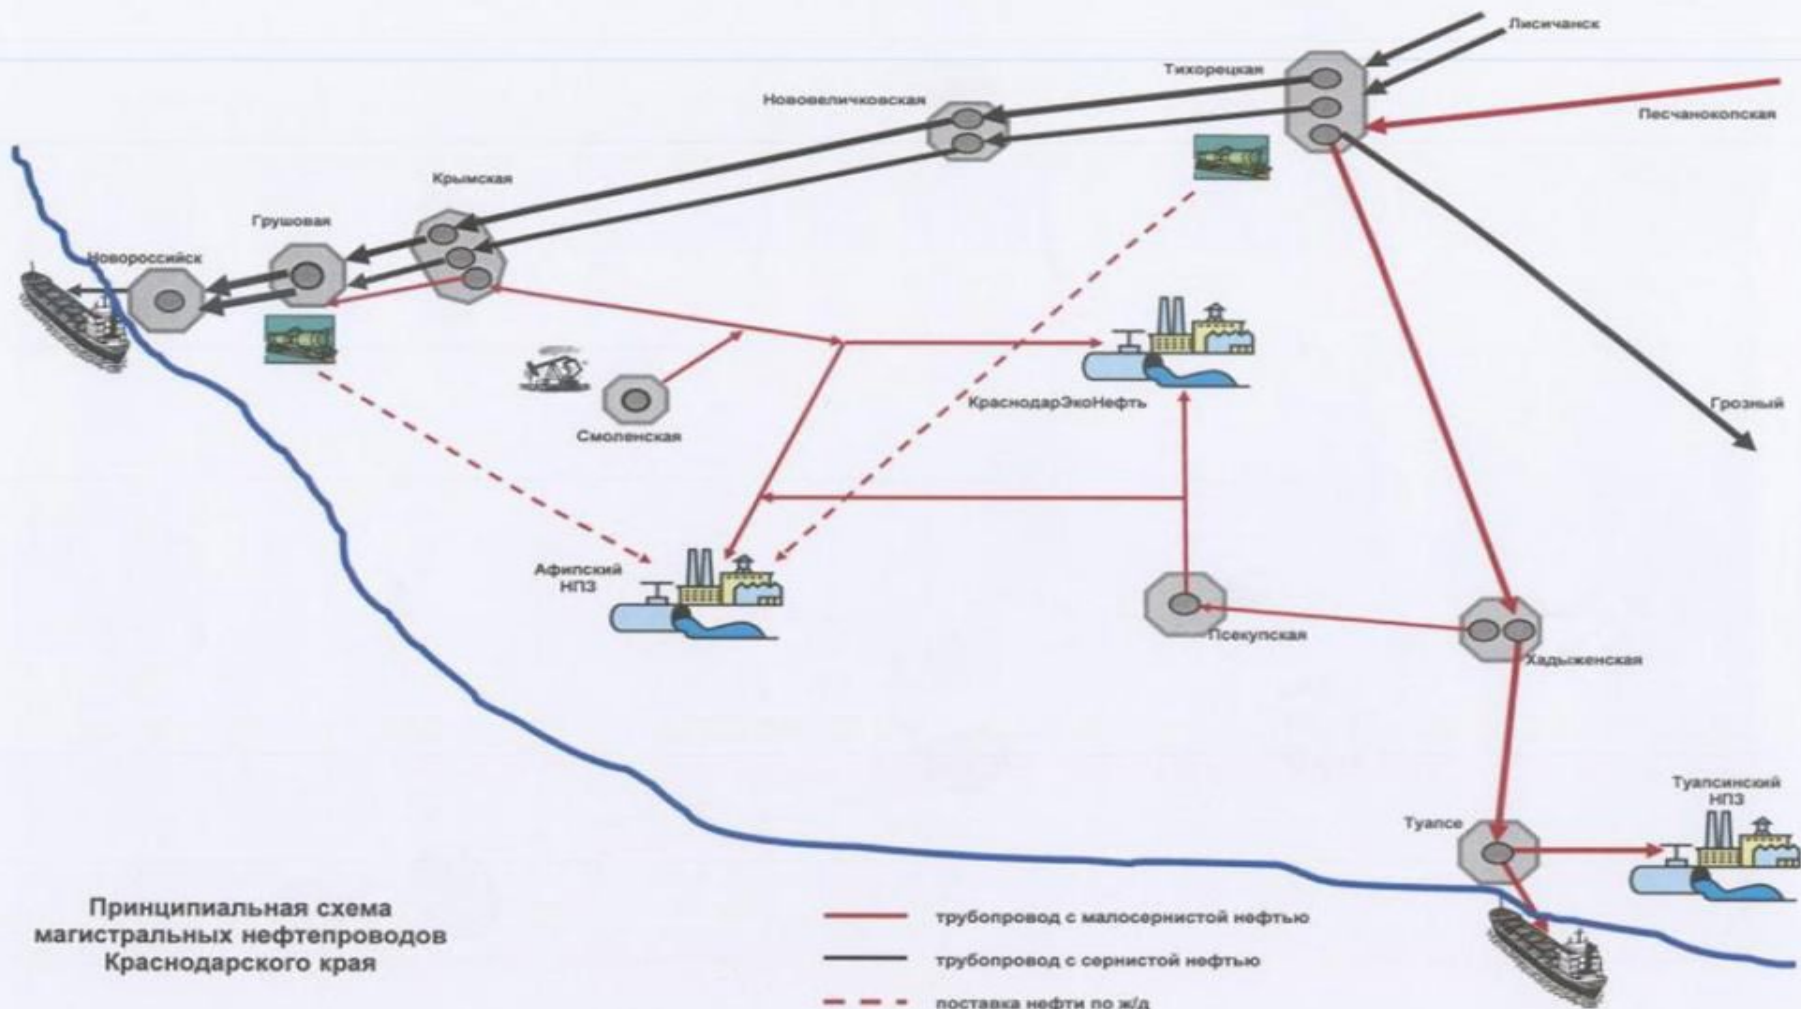 Лисичанск
Тихорецкая
Нововеличковская
Песчанокопская
Крымская
Грушовая
Новороссийск
КраснодарЭкоНефть
Грозный
Смоленская
Афипский
НПЗ
Псекупская
Хадыженская
Туапсинский
НПЗ
Туапсе
Принципиальная схема
магистральных нефтепроводов
Краснодарского края
трубопровод с малосернистой нефтью
трубопровод с сернистой нефтью
поставка нефти по ж/д